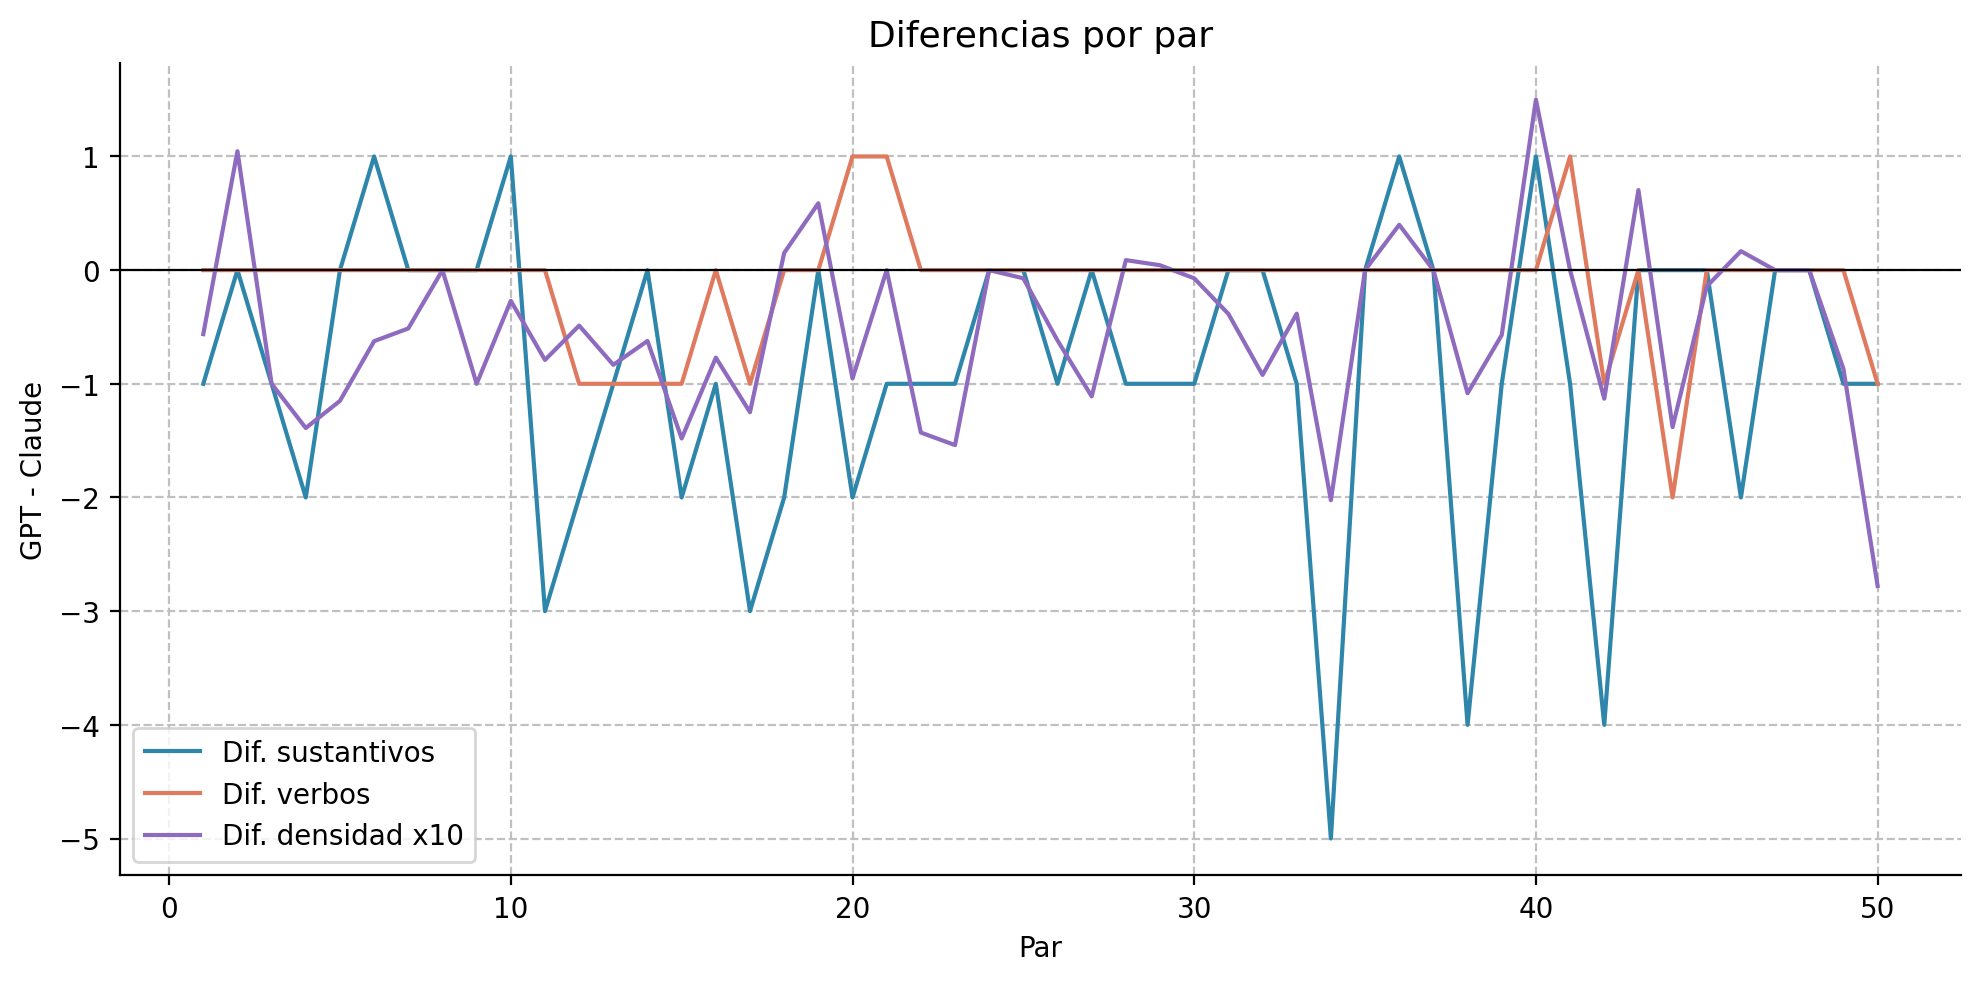 Diferencias por par
GPT - Claude
1
0
−1
−2
−3
−4
−5
Dif. sustantivos
Dif. verbos
Dif. densidad x10
0 10 20 30 40 50
Par